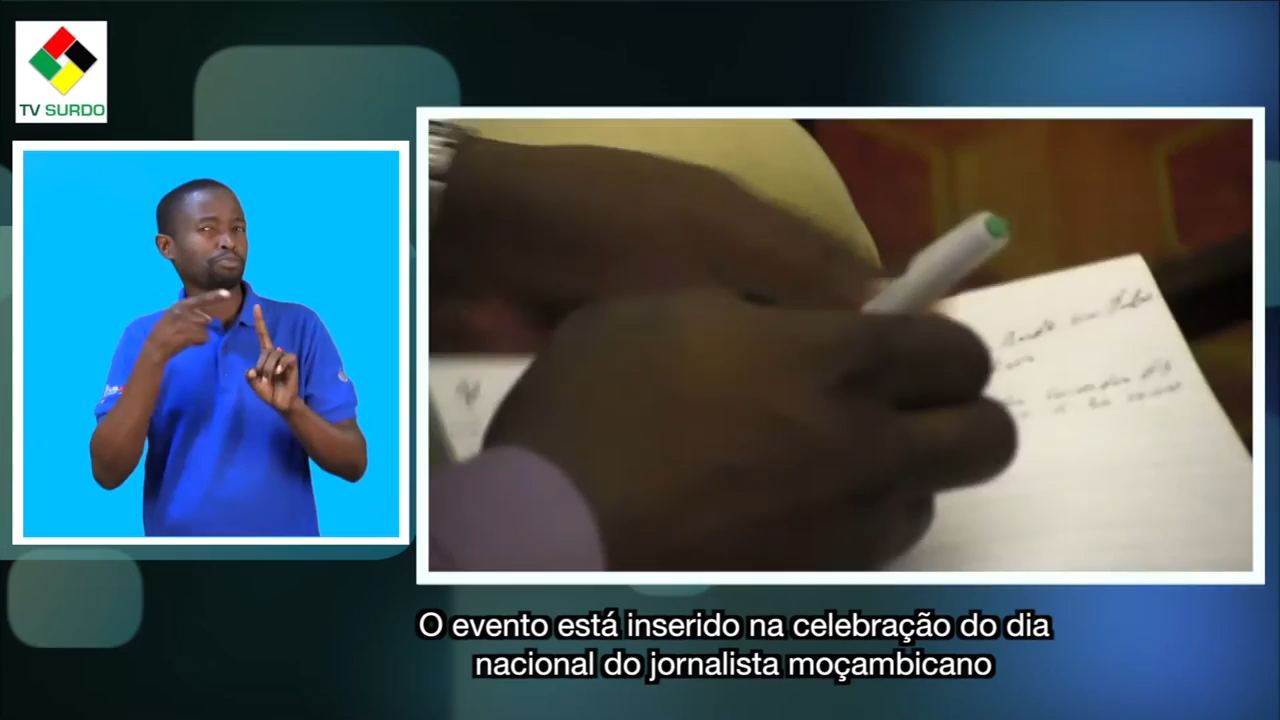 TV SURDO
O evento está inserido na celebração do dia
nacional do jornalista moçambicano